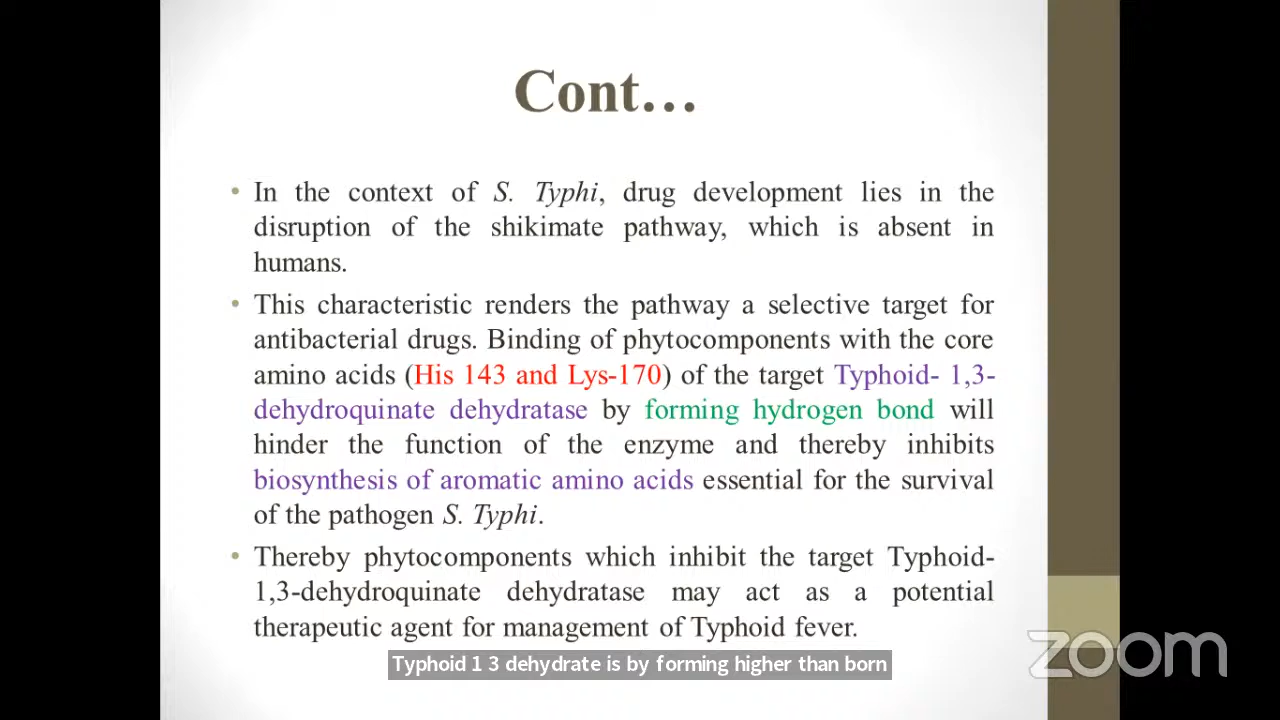 Cont…
• In the context of S. Typhi, drug development lies in the
disruption of the shikimate pathway, which is absent in
humans.
• This characteristic renders the pathway a selective target for
antibacterial drugs. Binding of phytocomponents with the core
amino acids (His 143 and Lys-170) of the target Typhoid- 1,3-
dehydroquinate dehydratase by forming hydrogen bond will
hinder the function of the enzyme and thereby inhibits
biosynthesis of aromatic amino acids essential for the survival
of the pathogen S. Typhi.
• Thereby phytocomponents which inhibit the target Typhoid-
1,3-dehydroquinate dehydratase may act as a potential
therapeutic agent for management of Typhoid fever.
Typhoid 1 3 dehydrate is by forming higher than born
zoom